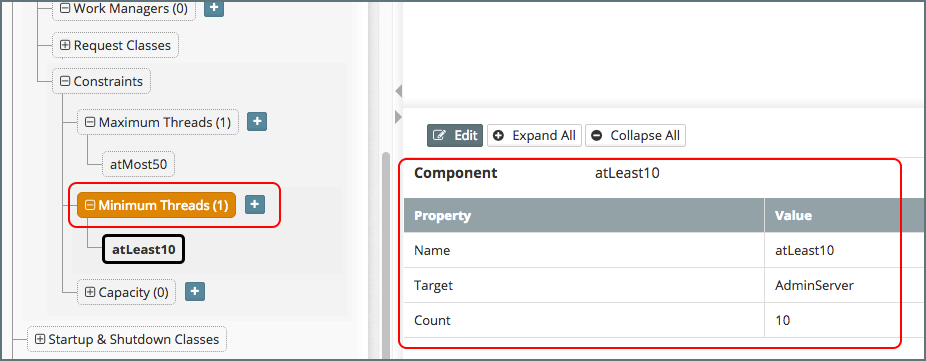 Work Managers (0)
Request Classes
Constraints
Maximum Threads (1)
atMost50
Minimum Threads (1)
atLeast10
Capacity (0)
Startup & Shutdown Classes
Edit Expand All Collapse All
Component atLeast10
Property Value
Name atLeast10
Target AdminServer
Count 10